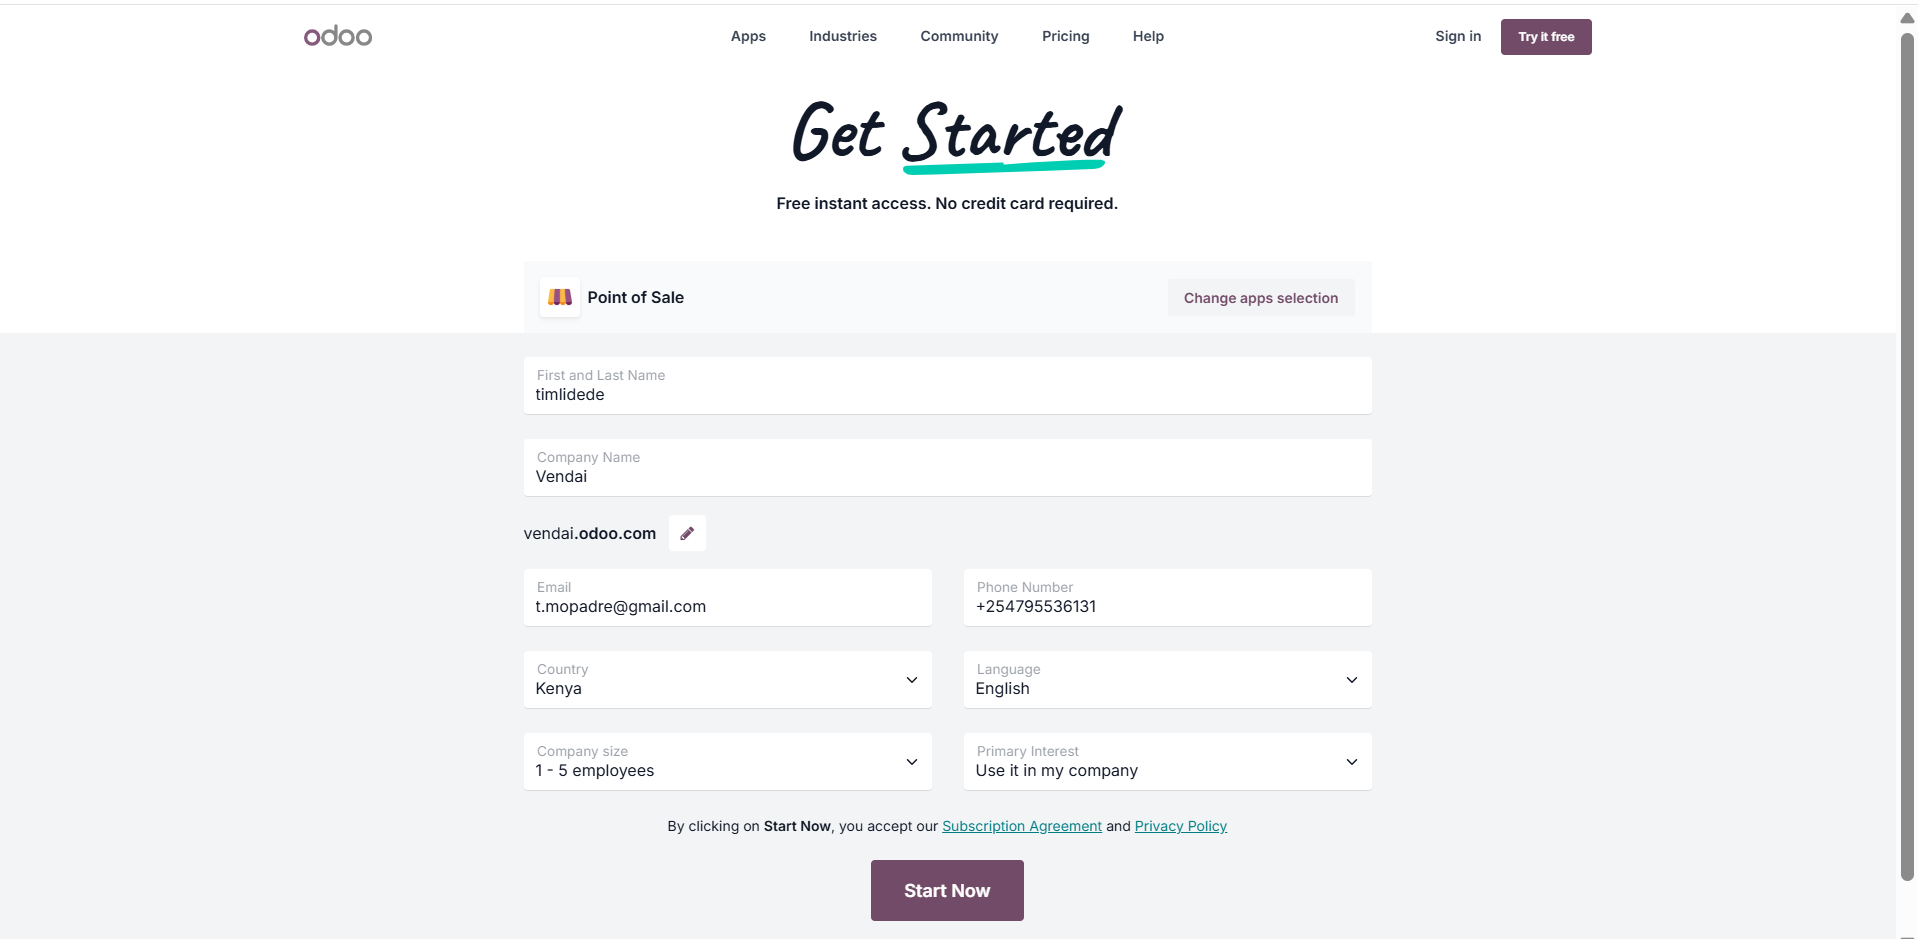 odoo
Apps Industries Community Pricing Help Sign in Try it free
Get Started
Free instant access. No credit card required.
Point of Sale Change apps selection
First and Last Name
timlidede
Company Name
Vendai
vendai.odoo.com
Email Phone Number
t.mopadre@gmail.com +254795536131
Country Language
Kenya English
Company size Primary Interest
1 - 5 employees Use it in my company
By clicking on Start Now, you accept our Subscription Agreement and Privacy Policy
Start Now